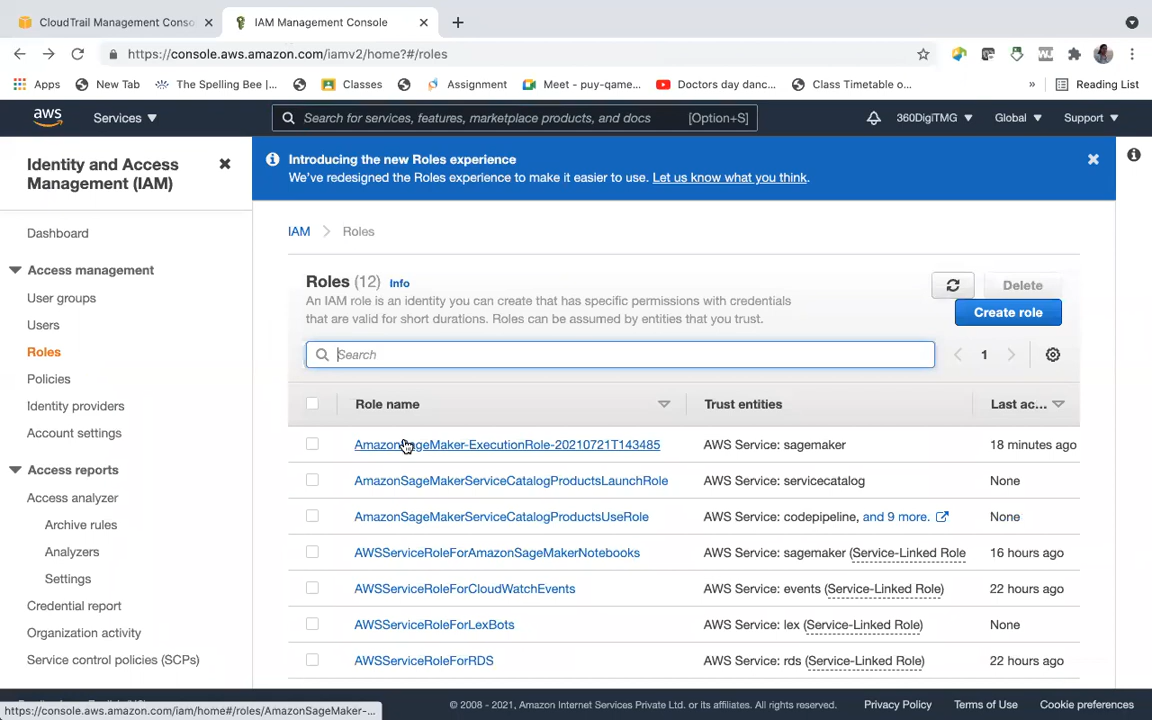 CloudTrail Management Conso
IAM Management Console
https://console.aws.amazon.com/iamv2/home?#/roles
Apps
New Tab
The Spelling Bee |...
Classes
Assignment
Meet - puy-game...
Doctors day danc...
Class Timetable o...
»
Reading List
aws
Services
Search for services, features, marketplace products, and docs
[Option+S]
360DigiTMG
Global
Support
Identity and Access
Management (IAM)
Dashboard
Access management
User groups
Users
Roles
Policies
Identity providers
Account settings
Access reports
Access analyzer
Archive rules
Analyzers
Settings
Credential report
Organization activity
Service control policies (SCPs)
Introducing the new Roles experience
We've redesigned the Roles experience to make it easier to use. Let us know what you think.
IAM
Roles
Roles (12) Info
An IAM role is an identity you can create that has specific permissions with credentials
that are valid for short durations. Roles can be assumed by entities that you trust.
Delete
Create role
Search
1
Role name
Trust entities
Last ac...
AmazonSageMaker-ExecutionRole-20210721T143485
AWS Service: sagemaker
18 minutes ago
AmazonSageMakerServiceCatalogProductsLaunchRole
AWS Service: servicecatalog
None
AmazonSageMakerServiceCatalogProductsUseRole
AWS Service: codepipeline, and 9 more.
None
AWSServiceRoleForAmazonSageMakerNotebooks
AWS Service: sagemaker (Service-Linked Role
16 hours ago
AWSServiceRoleForCloudWatchEvents
AWS Service: events (Service-Linked Role)
22 hours ago
AWSServiceRoleForLexBots
AWS Service: lex (Service-Linked Role)
None
AWSServiceRoleForRDS
AWS Service: rds (Service-Linked Role)
22 hours ago
https://console.aws.amazon.com/iam/home#/roles/AmazonSageMaker-...
© 2008 - 2021, Amazon Internet Services Private Ltd. or its affiliates. All rights reserved.
Privacy Policy
Terms of Use
Cookie preferences